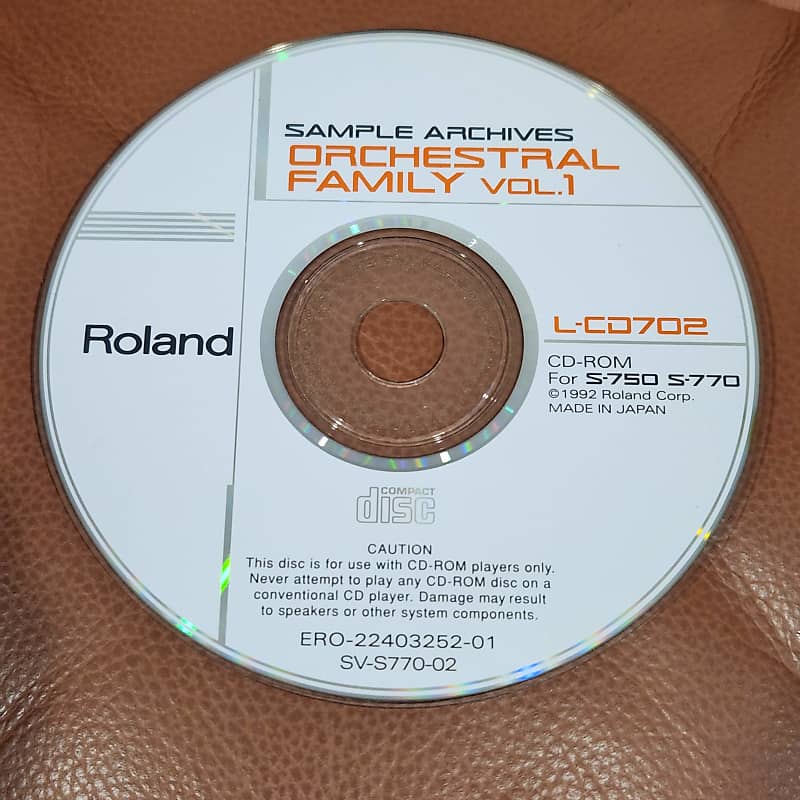 SAMPLE ARCHIVES
ORCHESTRAL
FAMILY VOL.1
Roland
L-CD702
CD-ROM
For S-750 S-770
©1992 Roland Corp.
MADE IN JAPAN
COMPACT
disc
CAUTION
This disc is for use with CD-ROM players only.
Never attempt to play any CD-ROM disc on a
conventional CD player. Damage may result
to speakers or other system components.
ERO-22403252-01
SV-S770-02